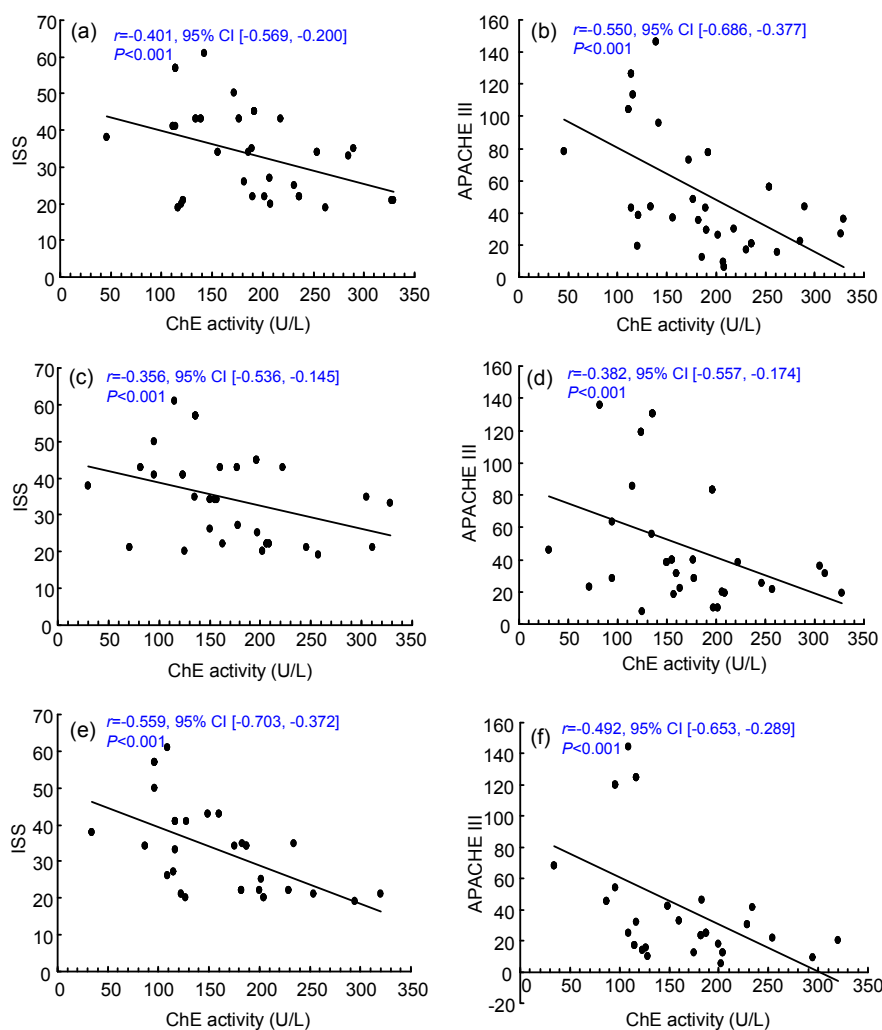 (a)
r=-0.401, 95% CI [-0.569, -0.200]
P<0.001
70
60
50
40
30
20
10
0
ISS
0 50 100 150 200 250 300 350
ChE activity (U/L)
(b)
r=-0.550, 95% CI [-0.686, -0.377]
P<0.001
160
140
120
100
80
60
40
20
0
APACHE III
0 50 100 150 200 250 300 350
ChE activity (U/L)
(c)
r=-0.356, 95% CI [-0.536, -0.145]
P<0.001
70
60
50
40
30
20
10
0
ISS
0 50 100 150 200 250 300 350
ChE activity (U/L)
(d)
r=-0.382, 95% CI [-0.557, -0.174]
P<0.001
160
140
120
100
80
60
40
20
0
APACHE III
0 50 100 150 200 250 300 350
ChE activity (U/L)
(e)
r=-0.559, 95% CI [-0.703, -0.372]
P<0.001
70
60
50
40
30
20
10
0
ISS
0 50 100 150 200 250 300 350
ChE activity (U/L)
(f)
r=-0.492, 95% CI [-0.653, -0.289]
P<0.001
160
140
120
100
80
60
40
20
0
-20
APACHE III
0 50 100 150 200 250 300 350
ChE activity (U/L)